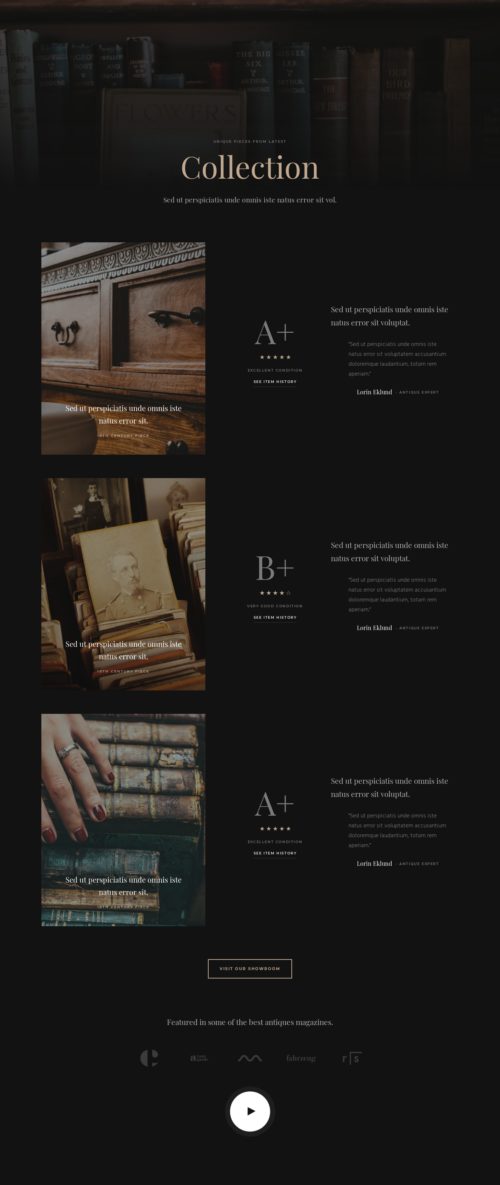 THE BIG
SIX
FLOWERS
UNIQUE PIECES FROM LATEST
Collection
Sed ut perspiciatis unde omnis iste natus error sit vol.
Sed ut perspiciatis unde omnis iste
natus error sit.
18TH CENTURY PIECE
A+
EXCELLENT CONDITION
SEE ITEM HISTORY
Sed ut perspiciatis unde omnis iste
natus error sit voluptat.
"Sed ut perspiciatis unde omnis iste
natus error sit voluptatem accusantium
doloremque laudantium, totam rem
aperiam."
Lorin Eklund - ANTIQUE EXPERT
Sed ut perspiciatis unde omnis iste
natus error sit.
CENTURY PIECE
B+
VERY GOOD CONDITION
SEE ITEM HISTORY
Sed ut perspiciatis unde omnis iste
natus error sit voluptat.
"Sed ut perspiciatis unde omnis iste
natus error sit voluptatem accusantium
doloremque laudantium, totam rem
aperiam."
Lorin Eklund - ANTIQUE EXPERT
Sed ut perspiciatis unde omnis iste
natus error sit.
CENTURY PIECE
A+
EXCELLENT CONDITION
SEE ITEM HISTORY
Sed ut perspiciatis unde omnis iste
natus error sit voluptat.
"Sed ut perspiciatis unde omnis iste
natus error sit voluptatem accusantium
doloremque laudantium, totam rem
aperiam."
Lorin Eklund - ANTIQUE EXPERT
VISIT OUR SHOWROOM
Featured in some of the best antiques magazines.
fahrzeug
r|s